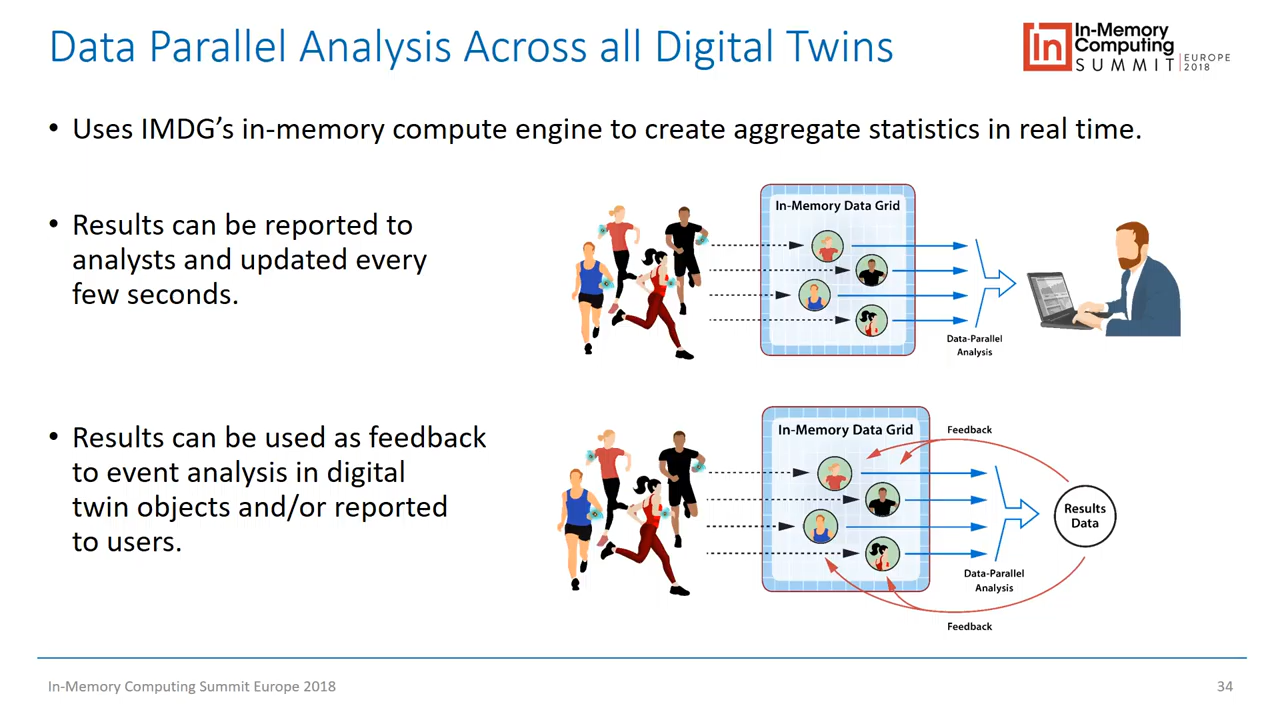 Data Parallel Analysis Across all Digital Twins
In-Memory
Computing
SUMMIT
EUROPE
2018
• Uses IMDG's in-memory compute engine to create aggregate statistics in real time.
• Results can be reported to
analysts and updated every
few seconds.
In-Memory Data Grid
Data-Parallel
Analysis
• Results can be used as feedback
to event analysis in digital
twin objects and/or reported
to users.
In-Memory Data Grid
Feedback
Results
Data
Data-Parallel
Analysis
Feedback
In-Memory Computing Summit Europe 2018
34